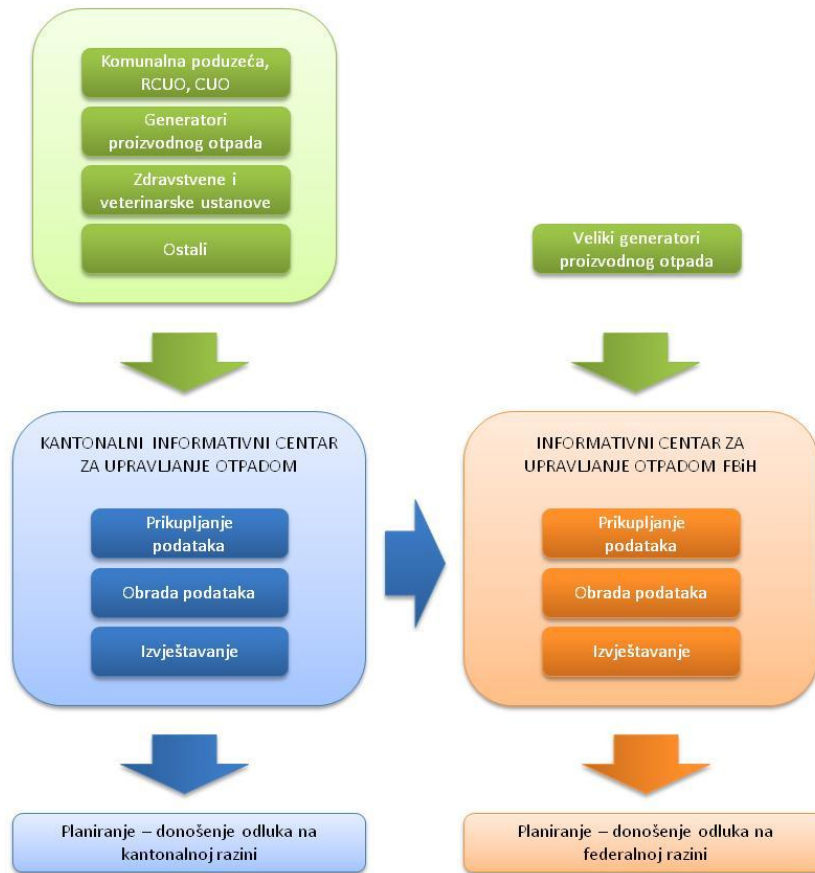 Komunalna poduzeća,
RCUO, CUO
Generatori
proizvodnog otpada
Zdravstvene i
veterinarske ustanove
Ostali
Veliki generatori
proizvodnog otpada
KANTONALNI INFORMATIVNI CENTAR
ZA UPRAVLJANJE OTPADOM
Prikupljanje
podataka
Obrada podataka
Izvještavanje
INFORMATIVNI CENTAR ZA
UPRAVLJANJE OTPADOM FBiH
Prikupljanje
podataka
Obrada podataka
Izvještavanje
Planiranje – donošenje odluka na
kantonalnoj razini
Planiranje – donošenje odluka na
federalnoj razini